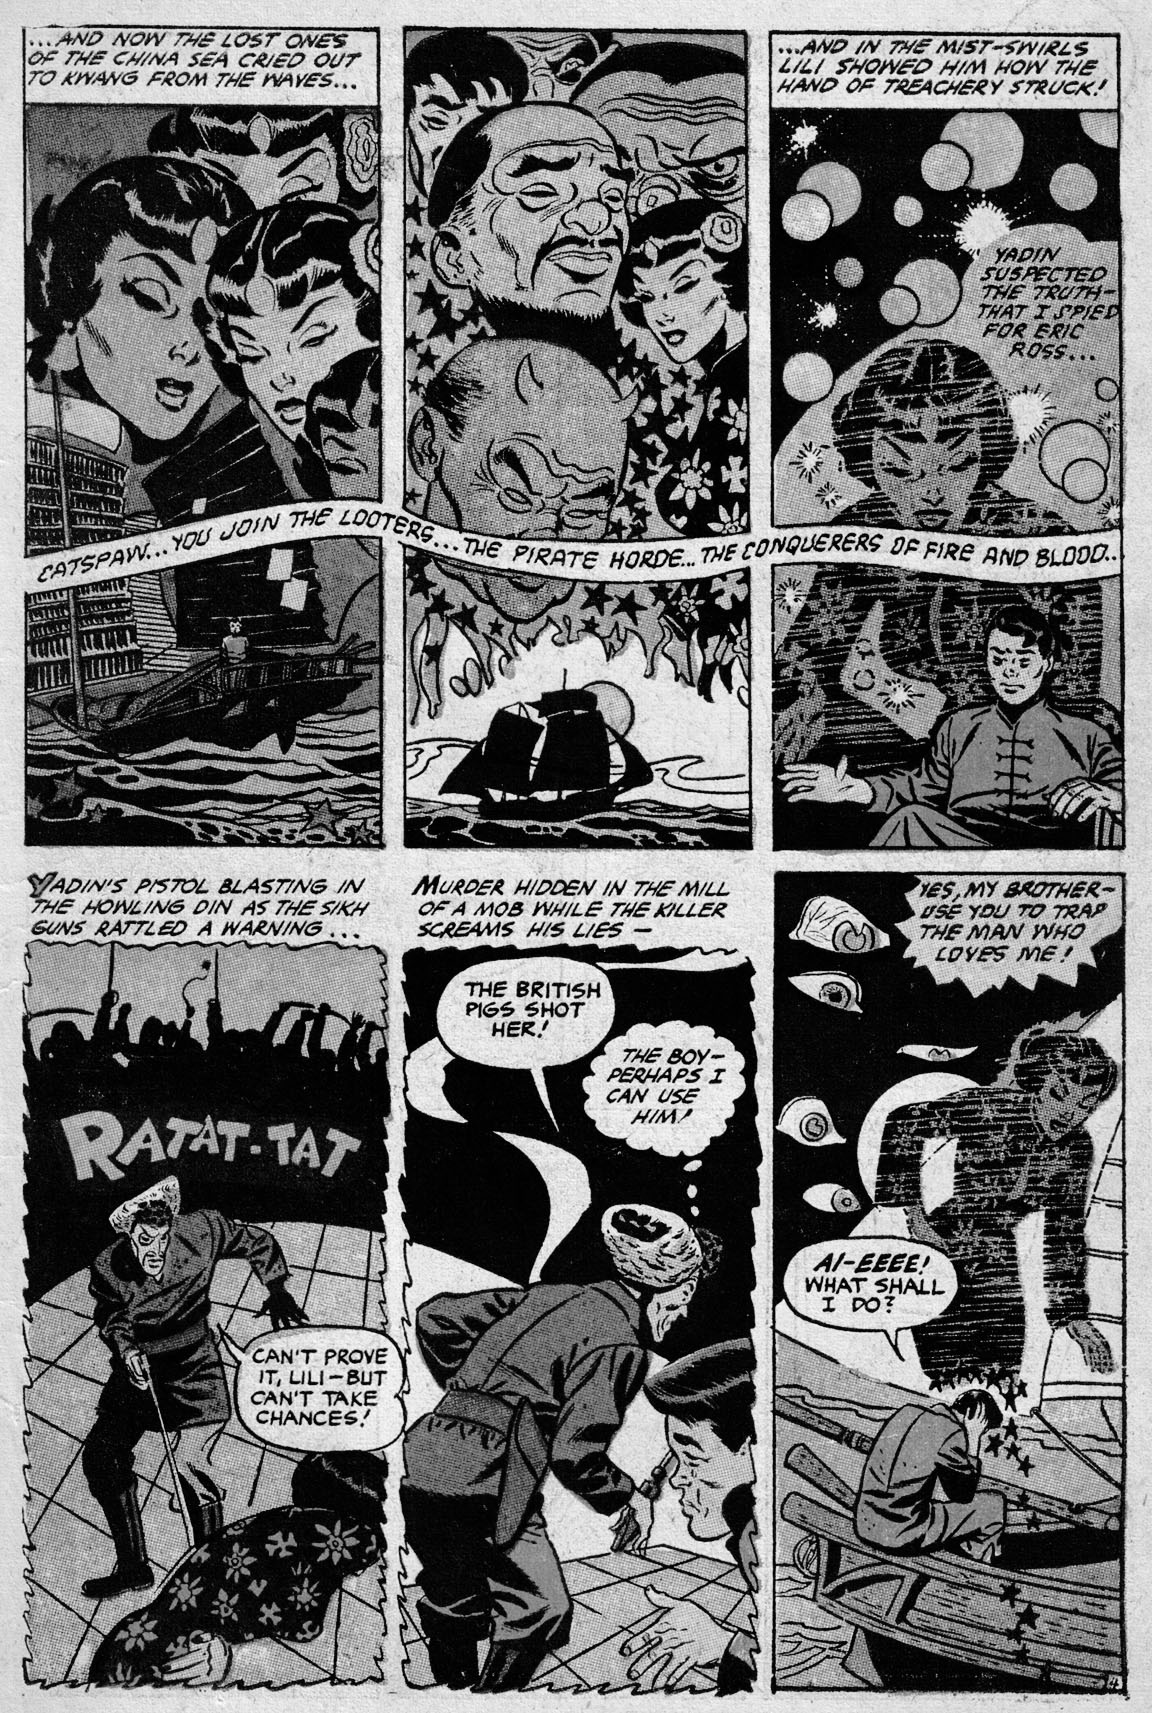 ...AND NOW THE LOST ONES
OF THE CHINA SEA CRIED OUT
TO KWANG FROM THE WAVES...
...AND IN THE MIST-SWIRLS
LILI SHOWED HIM HOW THE
HAND OF TREACHERY STRUCK!
YADIN
SUSPECTED
THE TRUTH-
THAT I SPIED
FOR ERIC
ROSS...
CATSPAW... YOU JOIN THE LOOTERS... THE PIRATE HORDE... THE CONQUERERS OF FIRE AND BLOOD...
YADIN'S PISTOL BLASTING IN
THE HOWLING DIN AS THE SIKH
GUNS RATTLED A WARNING...
RATAT-TAT
CAN'T PROVE
IT, LILI-BUT
CAN'T TAKE
CHANCES!
MURDER HIDDEN IN THE MILL
OF A MOB WHILE THE KILLER
SCREAMS HIS LIES -
THE BRITISH
PIGS SHOT
HER!
THE BOY-
PERHAPS I
CAN USE
HIM!
YES, MY BROTHER-
USE YOU TO TRAP
THE MAN WHO
LOVES ME!
AI-EEEE!
WHAT SHALL
I DO?
4